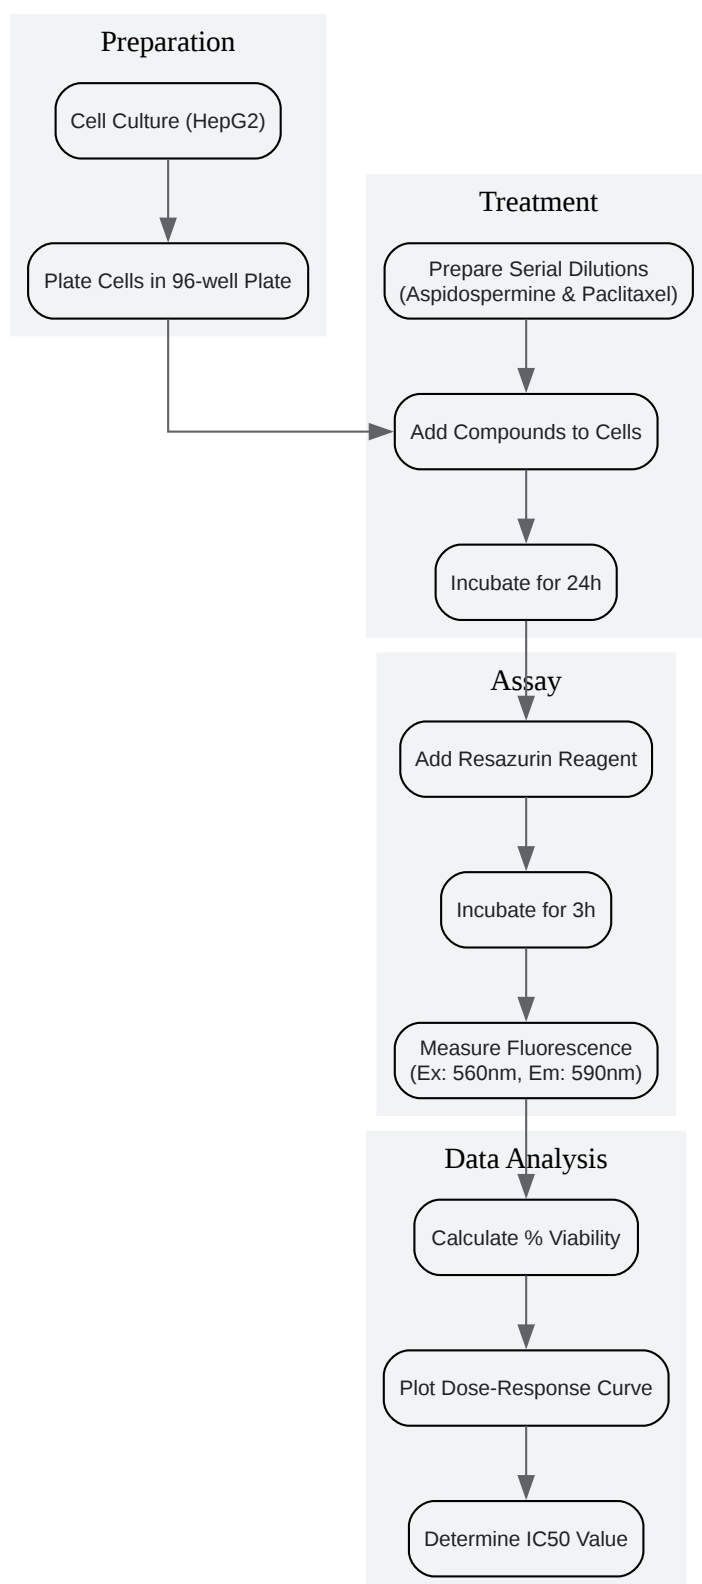 Preparation
Cell Culture (HepG2)
Plate Cells in 96-well Plate
Treatment
Prepare Serial Dilutions
(Aspidospermine & Paclitaxel)
Add Compounds to Cells
Incubate for 24h
Assay
Add Resazurin Reagent
Incubate for 3h
Measure Fluorescence
(Ex: 560nm, Em: 590nm)
Data Analysis
Calculate % Viability
Plot Dose-Response Curve
Determine IC50 Value